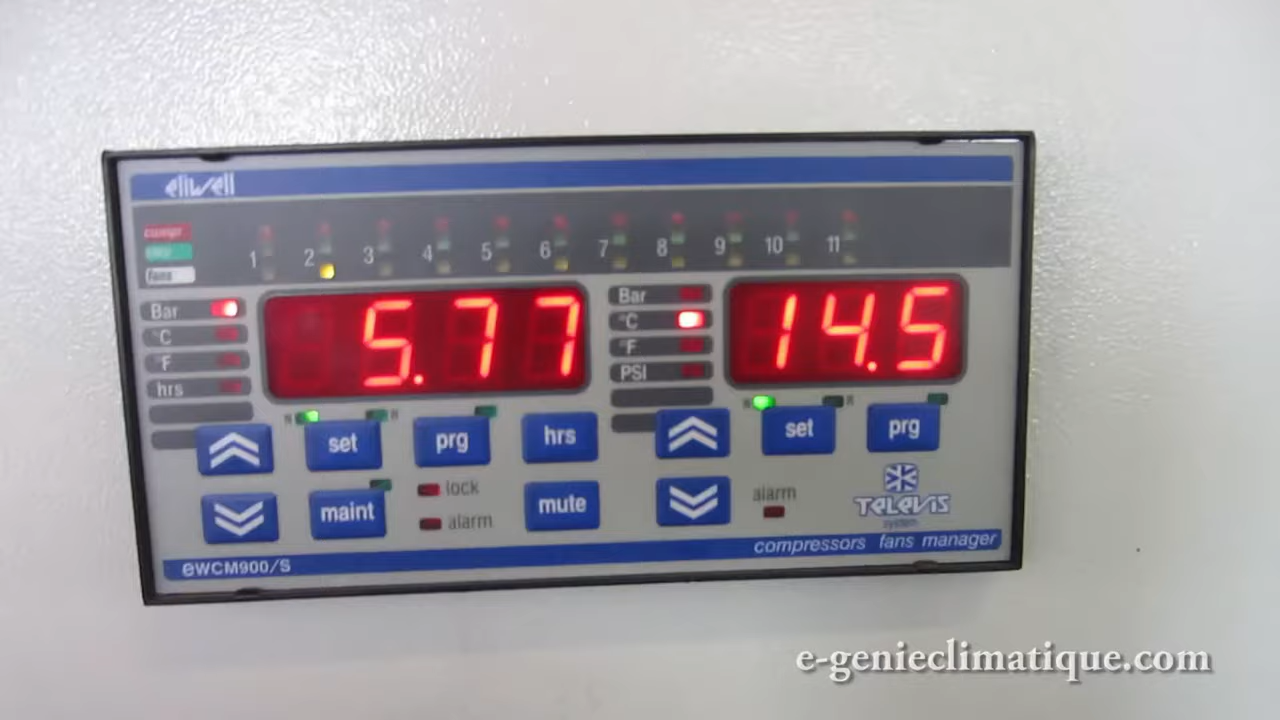 eliwell
compr
fans
1 2 3 4 5 6 7 8 9 10 11
Bar
°C
°F
hrs
5.77
Bar
°C
°F
PSI
14.5
set
prg
hrs
set
prg
maint
lock
alarm
mute
alarm
TELEVIS
system
compressors fans manager
eWCM900/S
e-genieclimatique.com